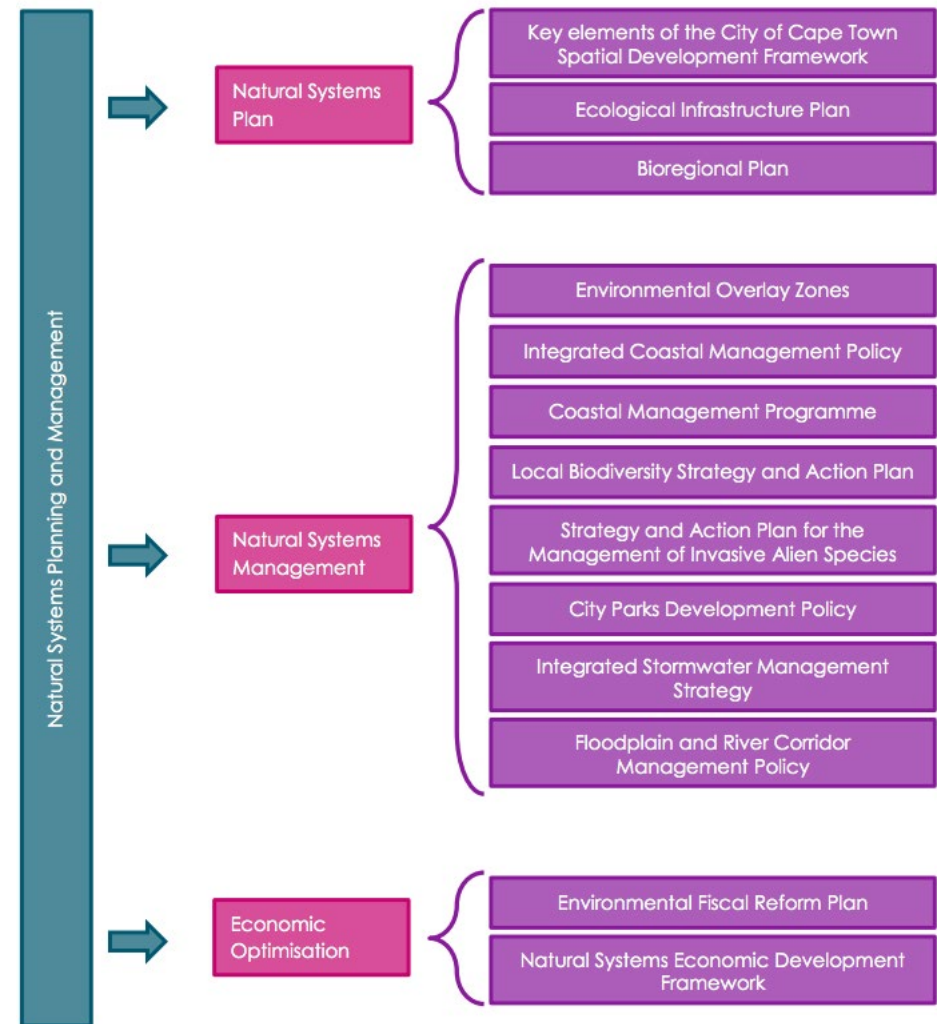 Natural Systems Planning and Management
Natural Systems
Plan
Key elements of the City of Cape Town
Spatial Development Framework
Ecological Infrastructure Plan
Bioregional Plan
Natural Systems
Management
Environmental Overlay Zones
Integrated Coastal Management Policy
Coastal Management Programme
Local Biodiversity Strategy and Action Plan
Strategy and Action Plan for the
Management of Invasive Alien Species
City Parks Development Policy
Integrated Stormwater Management
Strategy
Floodplain and River Corridor
Management Policy
Economic
Optimisation
Environmental Fiscal Reform Plan
Natural Systems Economic Development
Framework